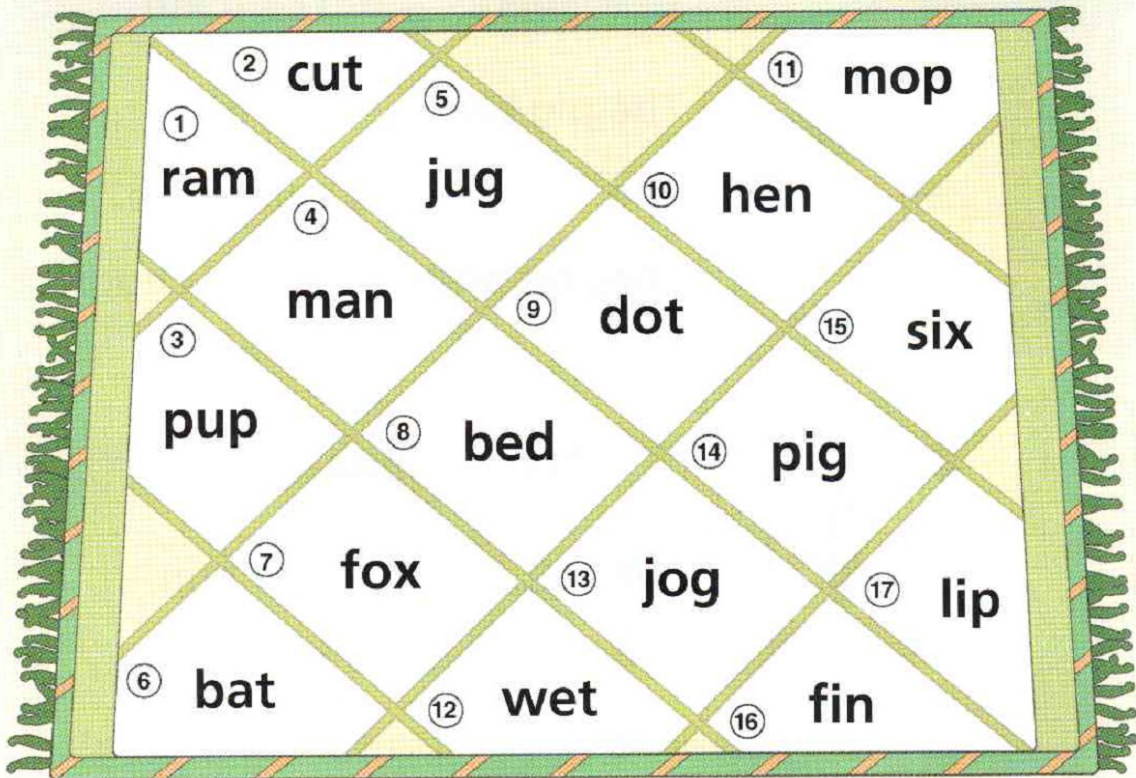 1 ram
2 cut
3 pup
4 man
5 jug
6 bat
7 fox
8 bed
9 dot
10 hen
11 mop
12 wet
13 jog
14 pig
15 six
16 fin
17 lip